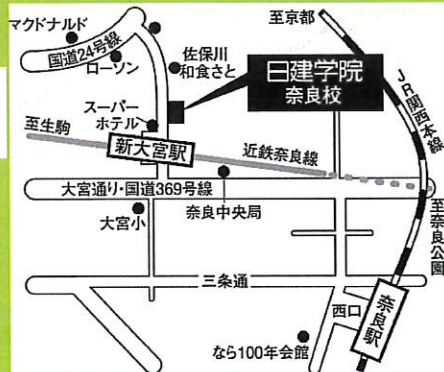 マクドナルド
国道24号線
ローソン
佐保川
和食さと
至京都
日建学院
奈良校
JR関西本線
スーパー
ホテル
至生駒
新大宮駅
近鉄奈良線
大宮通り・国道369号線
大宮小
奈良中央局
至奈良公園
三条通
西口
奈良駅
なら100年会館